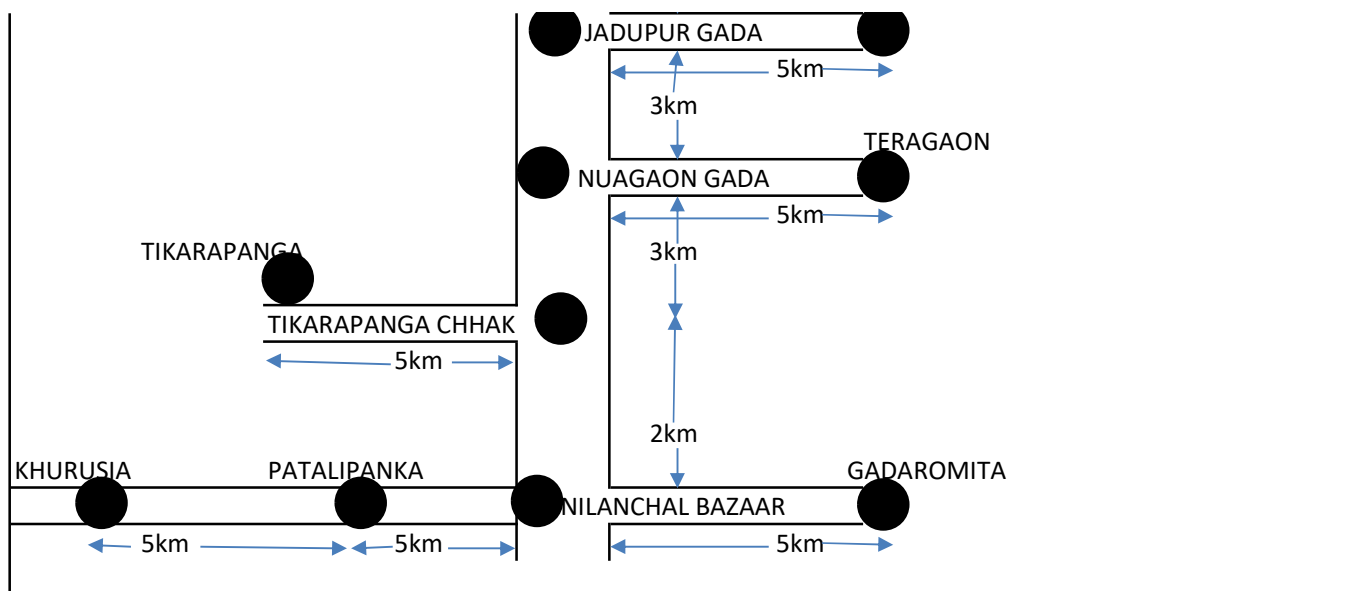 JADUPUR GADA
5km
3km
TERAGAON
NUAGAON GADA
5km
TIKARAPANGA
3km
TIKARAPANGA CHHAK
5km
2km
KHURUSIA
PATALIPANKA
GADAROMITA
NILANCHAL BAZAAR
5km
5km
5km